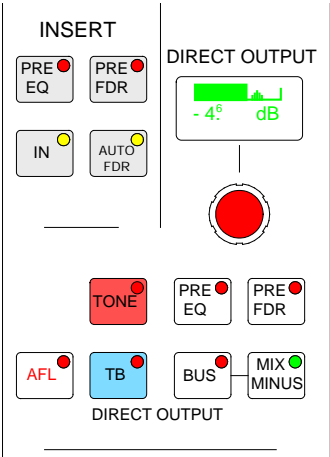 INSERT
PRE EQ
PRE FDR
IN
AUTO FDR
DIRECT OUTPUT
- 4.6 dB
TONE
PRE EQ
PRE FDR
AFL
TB
BUS
MIX MINUS
DIRECT OUTPUT